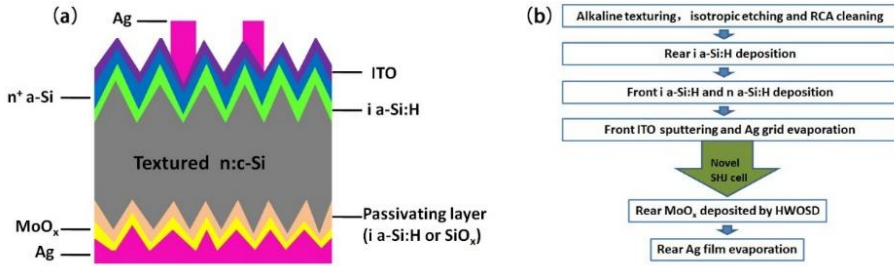 (a)
Ag
ITO
n⁺ a-Si
i a-Si:H
Textured n:c-Si
Passivating layer
(i a-Si:H or SiOₓ)
MoOₓ
Ag
(b)
Alkaline texturing, isotropic etching and RCA cleaning
Rear i a-Si:H deposition
Front i a-Si:H and n a-Si:H deposition
Front ITO sputtering and Ag grid evaporation
Novel
SHJ cell
Rear MoOₓ deposited by HWOSD
Rear Ag film evaporation